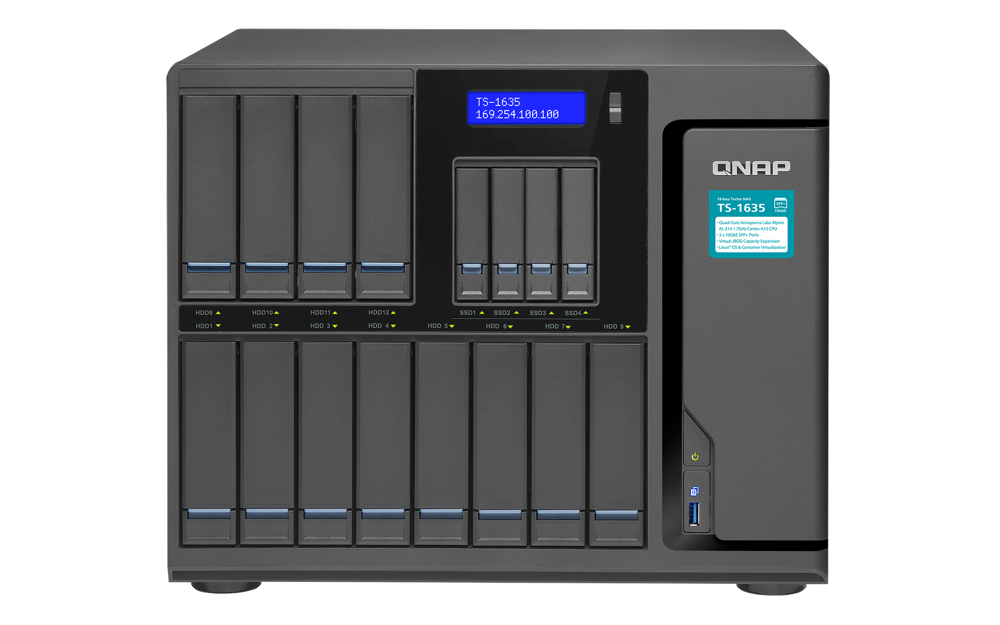 TS-1635
169.254.100.100
QNAP
16-bay Turbo NAS
TS-1635
SFP+
10GbE
• Quad-Core Annapurna Labs Alpine
AL-514 1.7GHz Cortex-A15 CPU
• 2 x 10GbE SFP+ Ports
• Virtual JBOD Capacity Expansion
• Linux® OS & Container Virtualization
HDD9 HDD10 HDD11 HDD12 SSD1 SSD2 SSD3 SSD4
HDD1 HDD 2 HDD 3 HDD 4 HDD 5 HDD 6 HDD 7 HDD 8